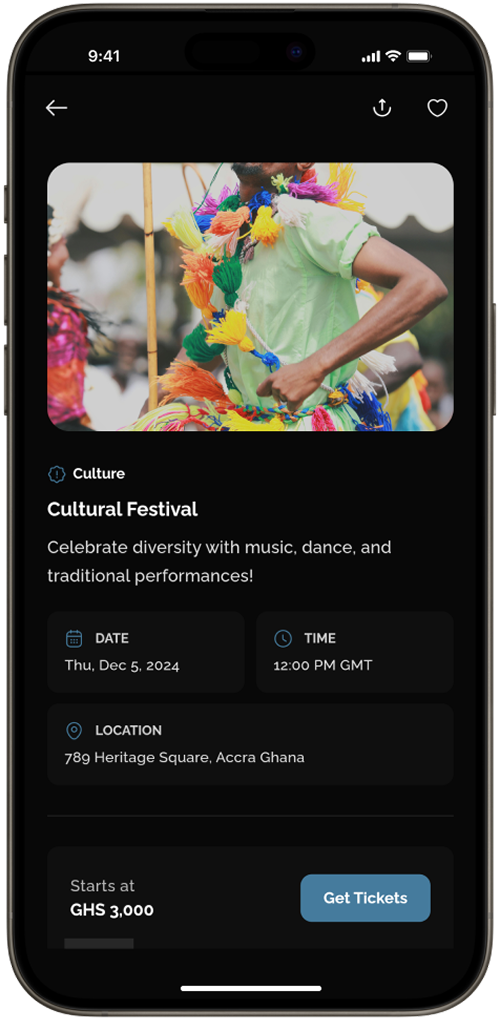 9:41
Culture
Cultural Festival
Celebrate diversity with music, dance, and
traditional performances!
DATE
Thu, Dec 5, 2024
TIME
12:00 PM GMT
LOCATION
789 Heritage Square, Accra Ghana
Starts at
GHS 3,000
Get Tickets